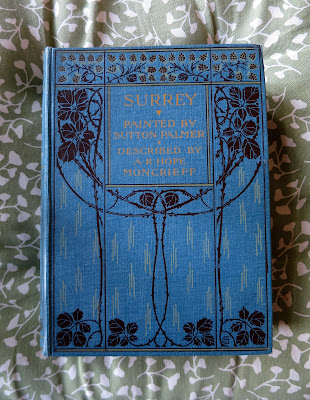 SURREY
PAINTED BY
SUTTON PALMER
DESCRIBED BY
A·R·HOPE
MONCRIEFF